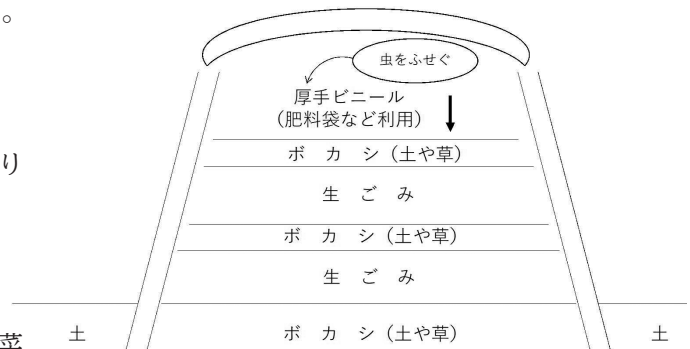 。
虫をふせぐ
厚手ビニール
（肥料袋など利用）
ボ カ シ（土や草）
り
生 ご み
ボ カ シ（土や草）
生 ご み
菜
土 ボ カ シ（土や草） 土